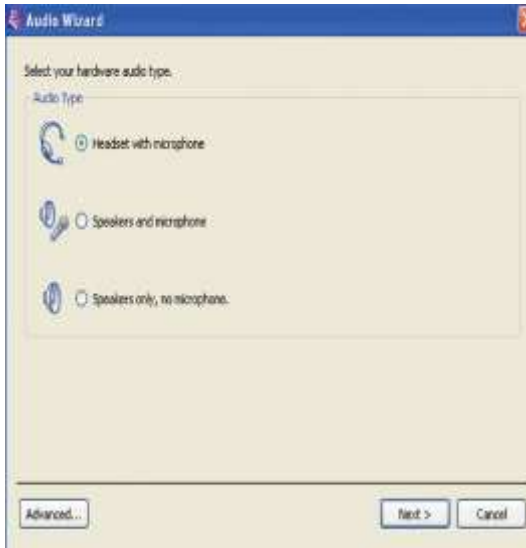 Audio Wizard
Select your hardware audio type.
Audio Type
Headset with microphone
Speakers and microphone
Speakers only, no microphone.
Advanced...
Next >
Cancel